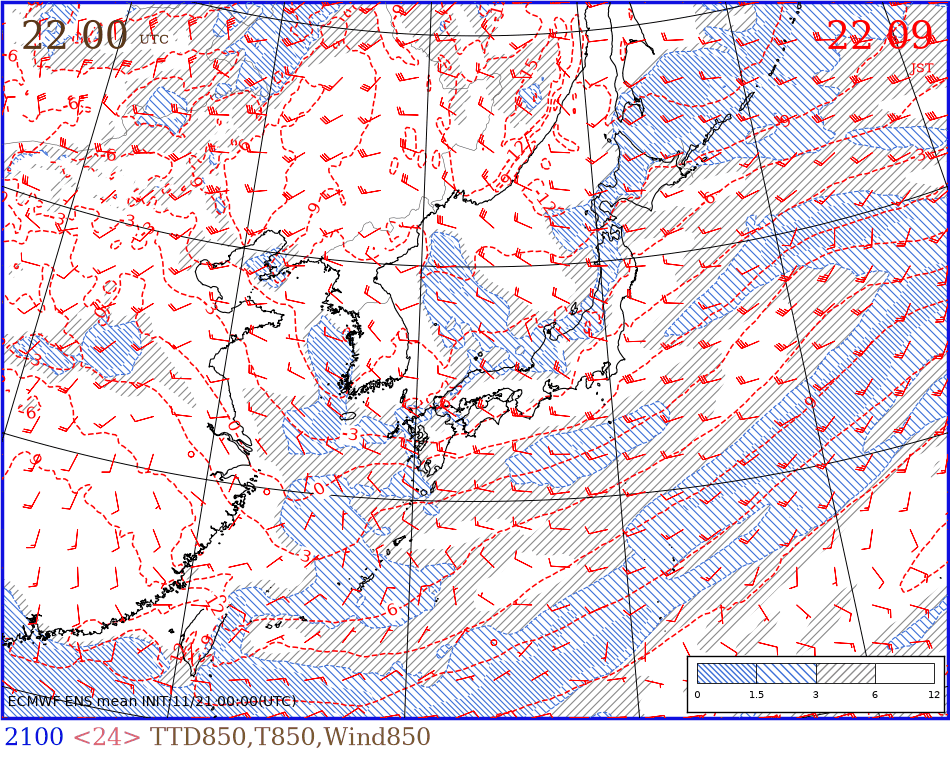 22 00 UTC
22 09
JST
0 1.5 3 6 12
ECMWF ENS mean INIT:11/21,00:00(UTC)
2100 <24> TTD850,T850,Wind850